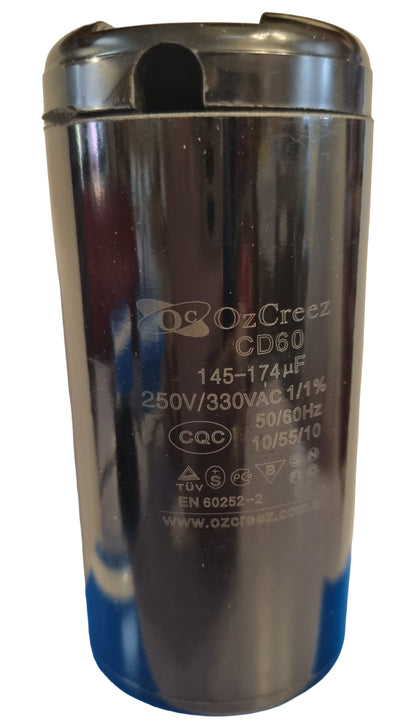 OC OzCreez
CD60
145-174µF
250V/330VAC 1/1%
50/60Hz
CQC 10/55/10
TÜV S B S N F D
EN 60252-2
www.ozcreez.com.a